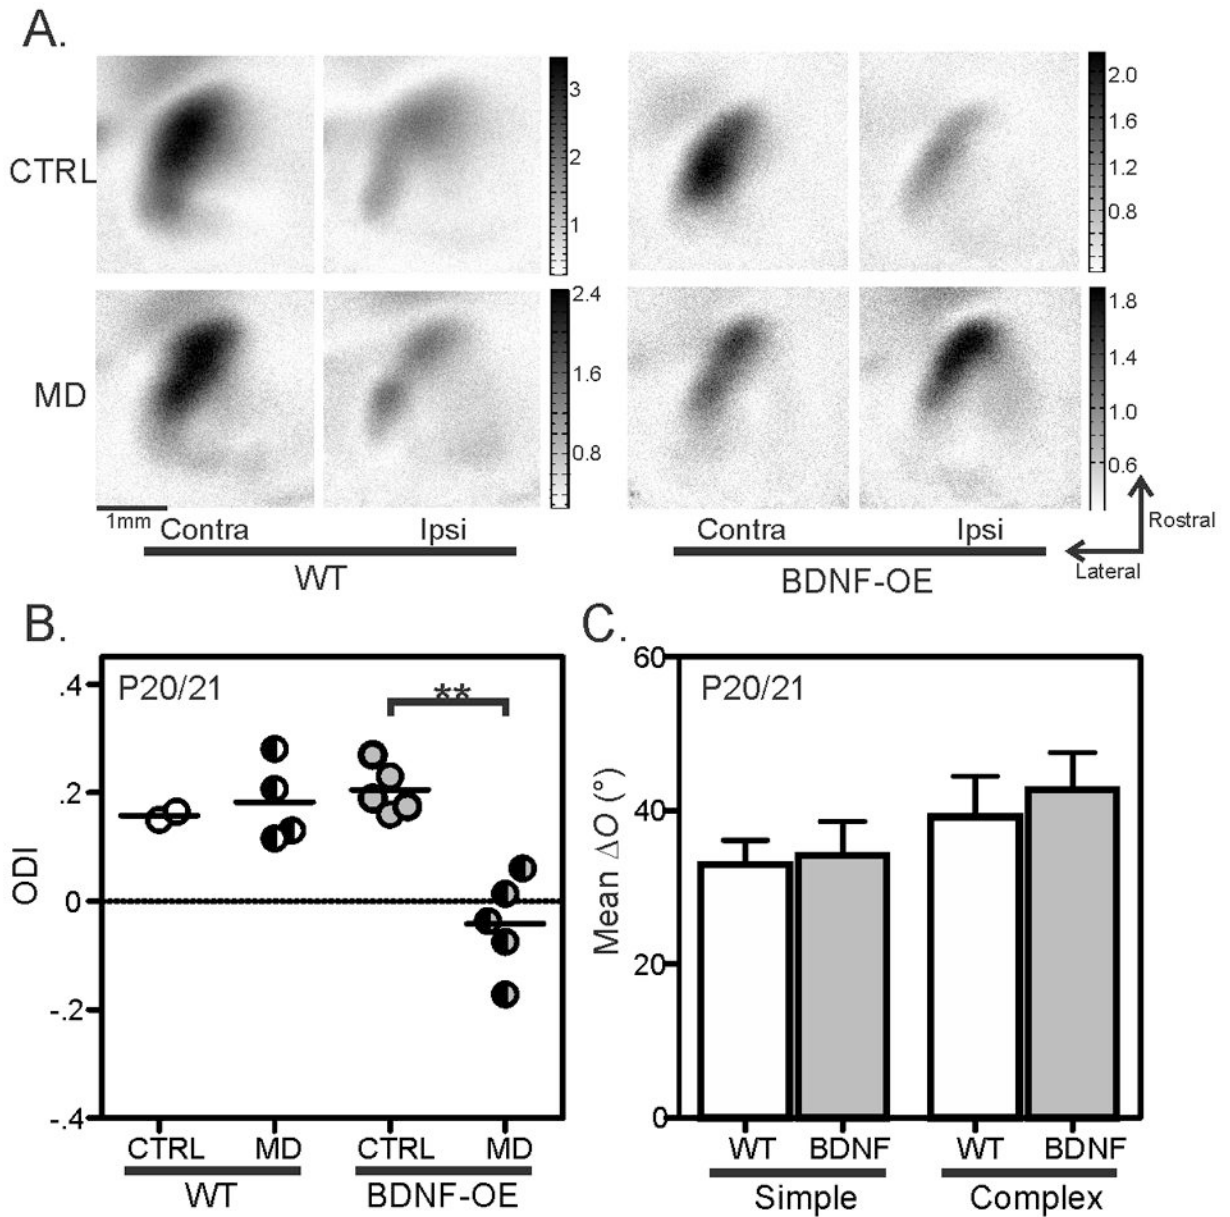 A.
CTRL
3
2
1
2.0
1.6
1.2
0.8
MD
2.4
1.6
0.8
1.8
1.4
1.0
0.6
1mm
Contra Ipsi
Contra Ipsi
Rostral
Lateral
WT
BDNF-OE
B.
P20/21
**
ODI
.4
.2
0
-.2
-.4
CTRL MD CTRL MD
WT BDNF-OE
C.
P20/21
Mean ΔO (°)
60
40
20
0
WT BDNF WT BDNF
Simple Complex